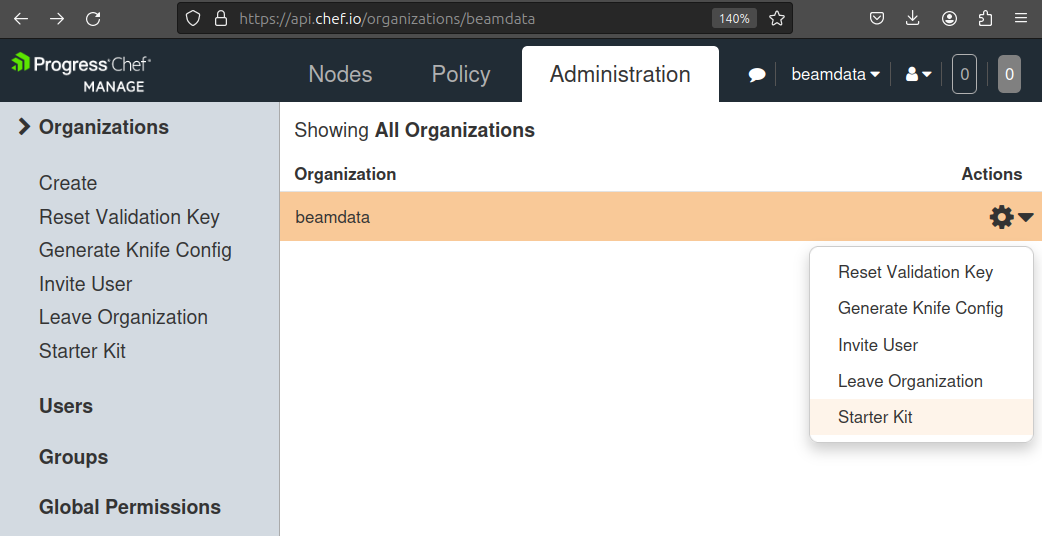 https://api.chef.io/organizations/beamdata 140%
Progress Chef
MANAGE
Nodes Policy Administration beamdata 0 0
Organizations
Create
Reset Validation Key
Generate Knife Config
Invite User
Leave Organization
Starter Kit
Users
Groups
Global Permissions
Showing All Organizations
Organization Actions
beamdata
Reset Validation Key
Generate Knife Config
Invite User
Leave Organization
Starter Kit